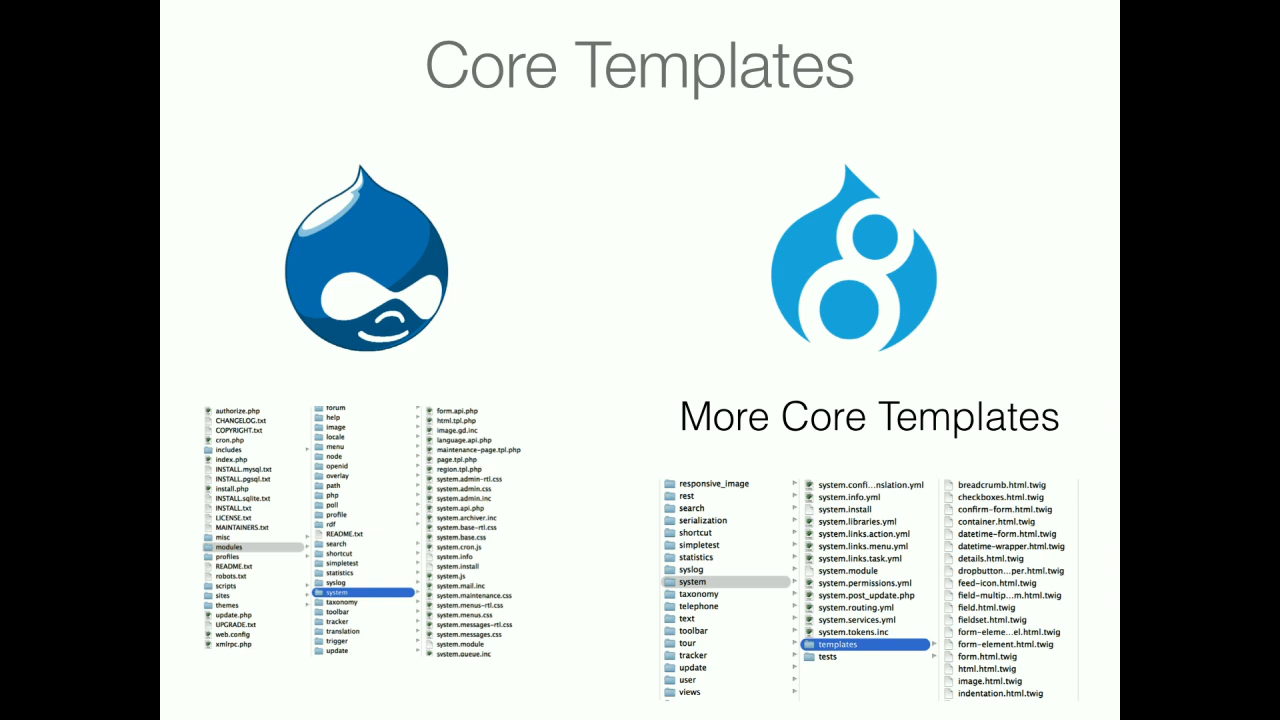 Core Templates
8
authorize.php
CHANGELOG.txt
COPYRIGHT.txt
cron.php
includes
index.php
INSTALL.mysql.txt
INSTALL.pgsql.txt
install.php
INSTALL.sqlite.txt
INSTALL.txt
LICENSE.txt
MAINTAINERS.txt
misc
modules
profiles
README.txt
robots.txt
scripts
sites
themes
update.php
UPGRADE.txt
web.config
xmlrpc.php
forum
help
image
locale
menu
node
openid
overlay
path
php
poll
profile
rdf
README.txt
search
shortcut
simpletest
statistics
syslog
system
taxonomy
toolbar
tracker
translation
trigger
update
form.api.php
html.tpl.php
image.gd.inc
language.api.php
maintenance-page.tpl.php
page.tpl.php
region.tpl.php
system.admin-rtl.css
system.admin.css
system.admin.inc
system.api.php
system.archiver.inc
system.base-rtl.css
system.base.css
system.cron.js
system.info
system.install
system.js
system.mail.inc
system.maintenance.css
system.menus-rtl.css
system.menus.css
system.messages-rtl.css
system.messages.css
system.module
system.queue.inc
More Core Templates
responsive_image
rest
search
serialization
shortcut
simpletest
statistics
syslog
system
taxonomy
telephone
text
toolbar
tour
tracker
update
user
views
system.confi...nslation.yml
system.info.yml
system.install
system.libraries.yml
system.links.action.yml
system.links.menu.yml
system.links.task.yml
system.module
system.permissions.yml
system.post_update.php
system.routing.yml
system.services.yml
system.tokens.inc
templates
tests
breadcrumb.html.twig
checkboxes.html.twig
confirm-form.html.twig
container.html.twig
datetime-form.html.twig
datetime-wrapper.html.twig
details.html.twig
dropbutton...per.html.twig
feed-icon.html.twig
field-multip...m.html.twig
field.html.twig
fieldset.html.twig
form-eleme...el.html.twig
form-element.html.twig
form.html.twig
html.html.twig
image.html.twig
indentation.html.twig